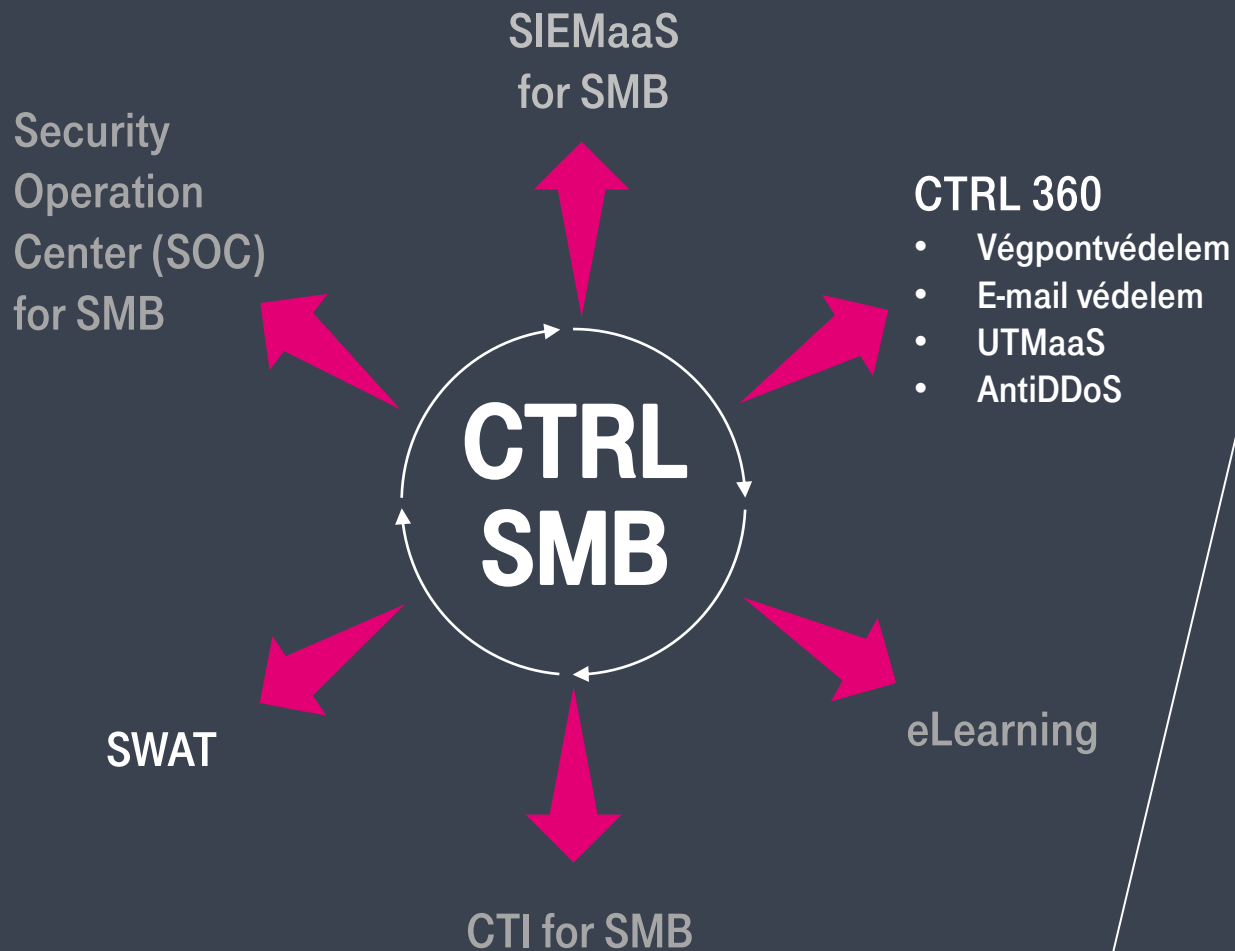 SIEMaaS
for SMB
Security
Operation
Center (SOC)
for SMB
CTRL 360
• Végpontvédelem
• E-mail védelem
• UTMaaS
• AntiDDoS
CTRL
SMB
SWAT
eLearning
CTI for SMB